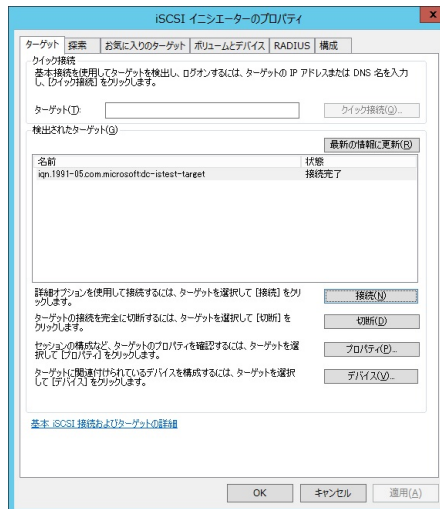 iSCSI イニシエーターのプロパティ
x
ターゲット 探索 お気に入りのターゲット ボリュームとデバイス RADIUS 構成
クイック接続
基本接続を使用してターゲットを検出し、ログオンするには、ターゲットの IP アドレスまたは DNS 名を入力
し、[クイック接続] をクリックします。
ターゲット(T):
クイック接続(Q)...
検出されたターゲット(G)
最新の情報に更新(R)
名前 状態
iqn.1991-05.com.microsoft:dc-istest-target 接続完了
詳細オプションを使用して接続するには、ターゲットを選択して [接続] をクリ
ックします。
接続(N)
ターゲットの接続を完全に切断するには、ターゲットを選択して [切断] を
クリックします。
切断(D)
セッションの構成など、ターゲットのプロパティを確認するには、ターゲットを選
択して [プロパティ] をクリックします。
プロパティ(P)...
ターゲットに関連付けられているデバイスを構成するには、ターゲットを選択
して [デバイス] をクリックします。
デバイス(V)...
基本 iSCSI 接続およびターゲットの詳細
OK キャンセル 適用(A)